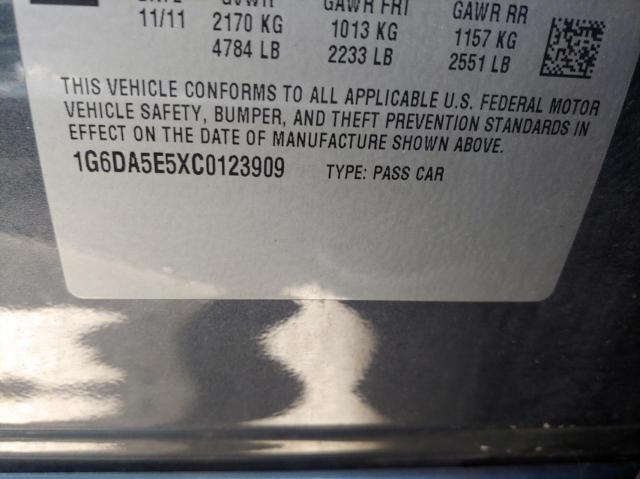 11/11 2170 KG 1013 KG 1157 KG
4784 LB 2233 LB 2551 LB
GAWR FRT GAWR RR
THIS VEHICLE CONFORMS TO ALL APPLICABLE U.S. FEDERAL MOTOR
VEHICLE SAFETY, BUMPER, AND THEFT PREVENTION STANDARDS IN
EFFECT ON THE DATE OF MANUFACTURE SHOWN ABOVE.
1G6DA5E5XC0123909 TYPE: PASS CAR